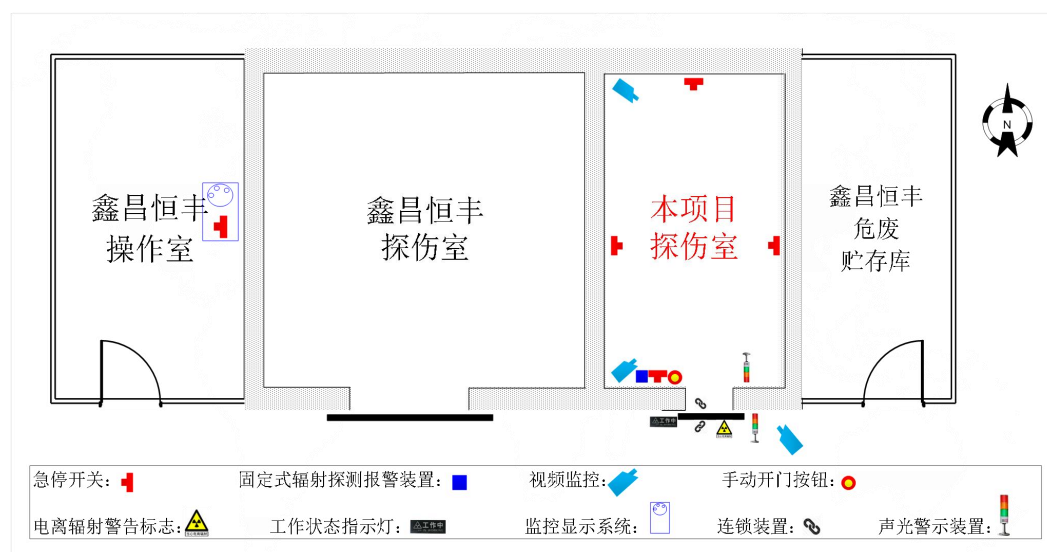 N
鑫昌恒丰
操作室
鑫昌恒丰
探伤室
本项目
探伤室
鑫昌恒丰
危废
贮存库
工作中
急停开关：
固定式辐射探测报警装置：
视频监控：
手动开门按钮：
电离辐射警告标志：
工作状态指示灯：
工作中
监控显示系统：
连锁装置：
声光警示装置：